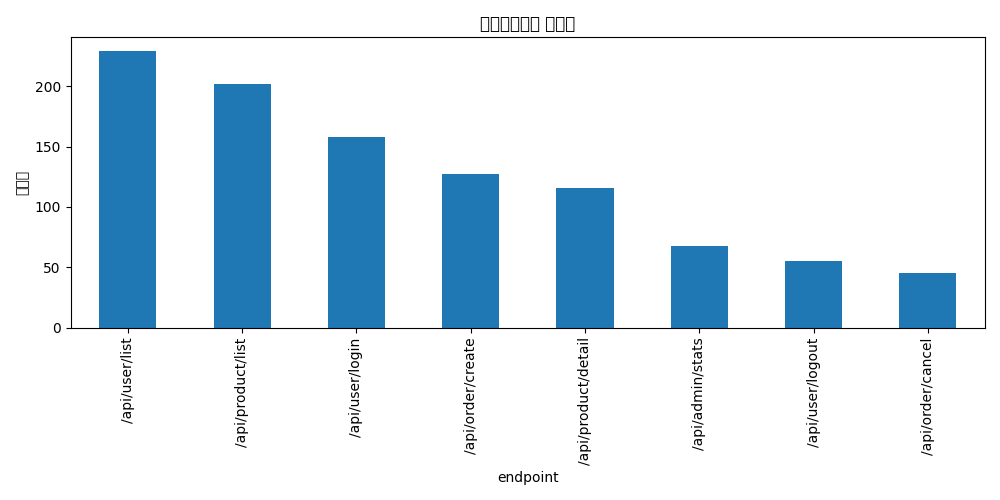 250
200
150
100
50
0
/api/user/list
/api/product/list
/api/user/login
/api/order/create
/api/product/detail
/api/admin/stats
/api/user/logout
/api/order/cancel
endpoint